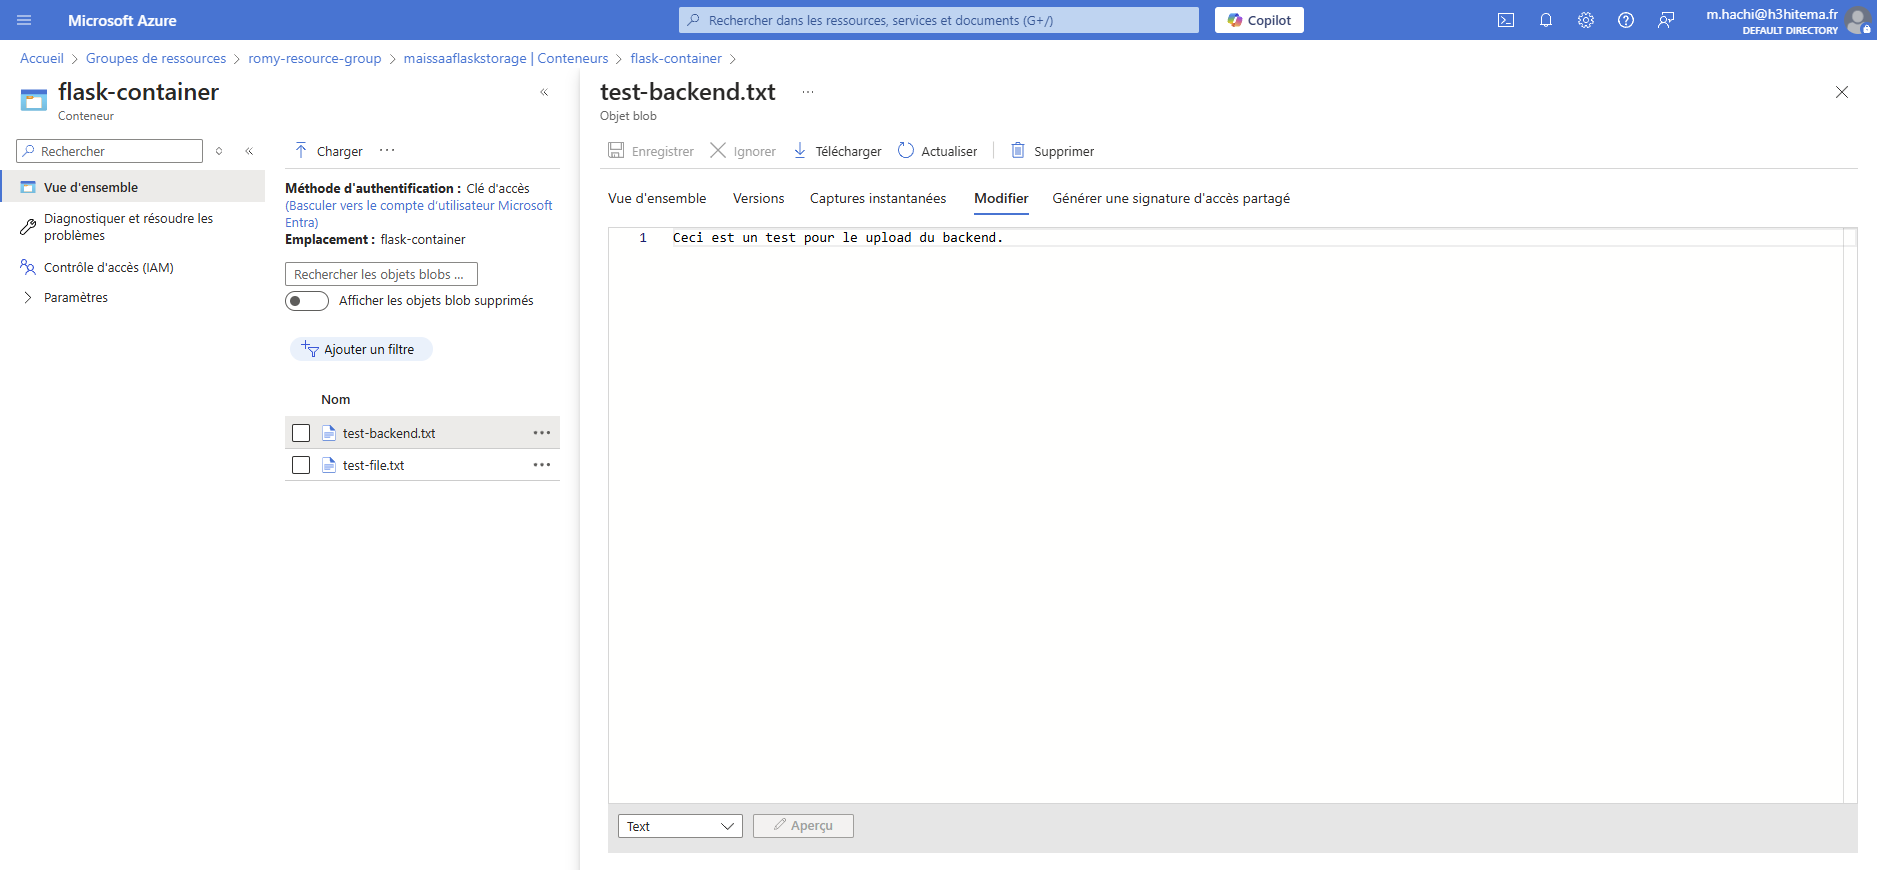 Microsoft Azure
Rechercher dans les ressources, services et documents (G+/)
Copilot
m.hachi@h3hitema.fr
DEFAULT DIRECTORY
Accueil > Groupes de ressources > romy-resource-group > maissaaflaskstorage | Conteneurs > flask-container >
flask-container
Conteneur
Rechercher
Vue d'ensemble
Diagnostiquer et résoudre les
problèmes
Contrôle d'accès (IAM)
Paramètres
Charger
Méthode d'authentification : Clé d'accès
(Basculer vers le compte d'utilisateur Microsoft
Entra)
Emplacement : flask-container
Rechercher les objets blobs ...
Afficher les objets blob supprimés
Ajouter un filtre
Nom
test-backend.txt
test-file.txt
test-backend.txt
Objet blob
Enregistrer Ignorer Télécharger Actualiser Supprimer
Vue d'ensemble Versions Captures instantanées Modifier Générer une signature d'accès partagé
1 Ceci est un test pour le upload du backend.
Text
Aperçu